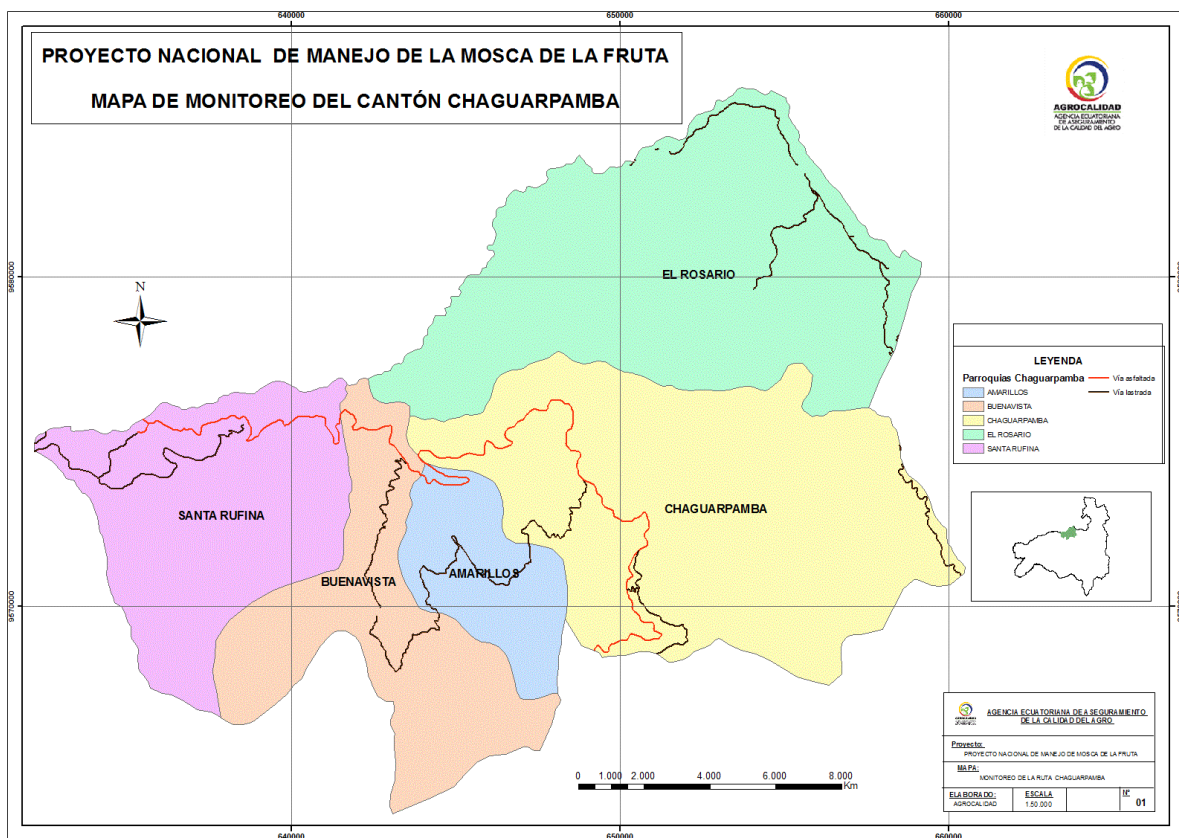 640000
650000
660000
PROYECTO NACIONAL DE MANEJO DE LA MOSCA DE LA FRUTA
MAPA DE MONITOREO DEL CANTÓN CHAGUARPAMBA
AGROCALIDAD
AGENCIA ECUATORIANA
DE ASEGURAMIENTO
DE LA CALIDAD DEL AGRO
9680000
EL ROSARIO
N
LEYENDA
Parroquias Chaguarpamba
AMARILLOS
BUENAVISTA
CHAGUARPAMBA
EL ROSARIO
SANTA RUFINA
Vía asfaltada
Vía lastrada
SANTA RUFINA
CHAGUARPAMBA
BUENAVISTA
AMARILLOS
9670000
0 1.000 2.000 4.000 6.000 8.000
Km
AGENCIA ECUATORIANA DE ASEGURAMIENTO
DE LA CALIDAD DEL AGRO
Proyecto:
PROYECTO NACIONAL DE MANEJO DE MOSCA DE LA FRUTA
MAPA:
MONITOREO DE LA RUTA CHAGUARPAMBA
ELABORADO:
AGROCALIDAD
ESCALA
1:50.000
Nº
01
640000
650000
660000